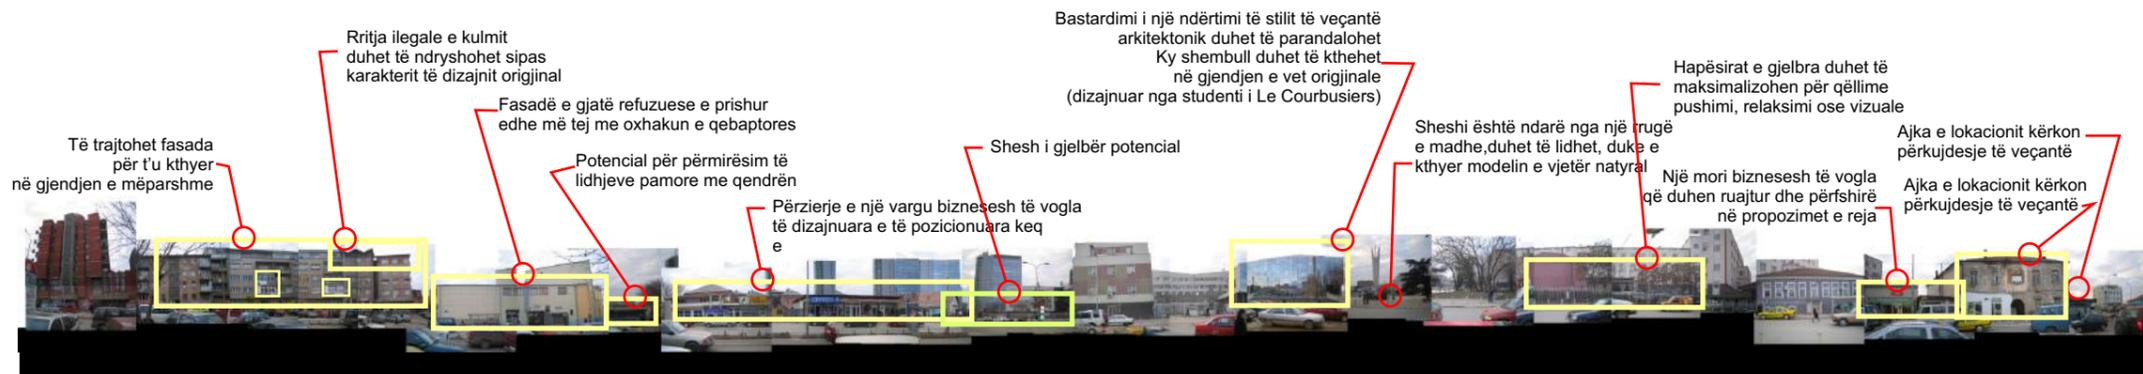 Të trajtohet fasada
për t'u kthyer
në gjendjen e mëparshme
Rritja ilegale e kulmit
duhet të ndryshohet sipas
karakterit të dizajnit origjinal
Fasadë e gjatë refuzuese e prishur
edhe më tej me oxhakun e qebaptores
Potencial për përmirësim të
lidhjeve pamore me qendrën
Përzierje e një vargu biznesesh të vogla
të dizajnuara e të pozicionuara keq
e
Shesh i gjelbër potencial
Bastardimi i një ndërtimi të stilit të veçantë
arkitektonik duhet të parandalohet
Ky shembull duhet të kthehet
në gjendjen e vet origjinale
(dizajnuar nga studenti i Le Courbusiers)
Sheshi është ndarë nga një rrugë
e madhe,duhet të lidhet, duke e
kthyer modelin e vjetër natyral
Hapësirat e gjelbra duhet të
maksimalizohen për qëllime
pushimi, relaksimi ose vizuale
Një mori biznesesh të vogla
që duhen ruajtur dhe përfshirë
në propozimet e reja
Ajka e lokacionit kërkon
përkujdesje të veçantë
Ajka e lokacionit kërkon
përkujdesje të veçantë